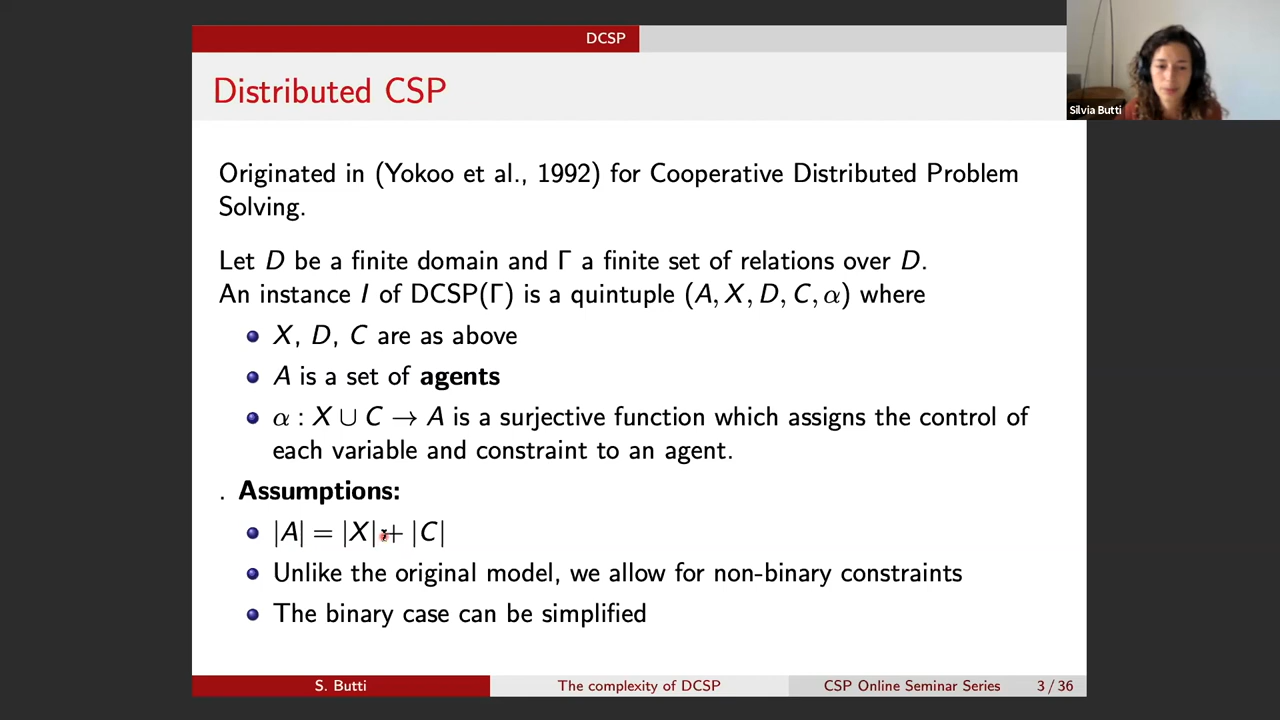 DCSP
Distributed CSP
Silvia Butti
Originated in (Yokoo et al., 1992) for Cooperative Distributed Problem
Solving.
Let D be a finite domain and Γ a finite set of relations over D.
An instance I of DCSP(Γ) is a quintuple (A, X, D, C, α) where
X, D, C are as above
A is a set of agents
α : X ∪ C → A is a surjective function which assigns the control of
each variable and constraint to an agent.
. Assumptions:
|A| = |X| + |C|
Unlike the original model, we allow for non-binary constraints
The binary case can be simplified
S. Butti The complexity of DCSP CSP Online Seminar Series 3 / 36